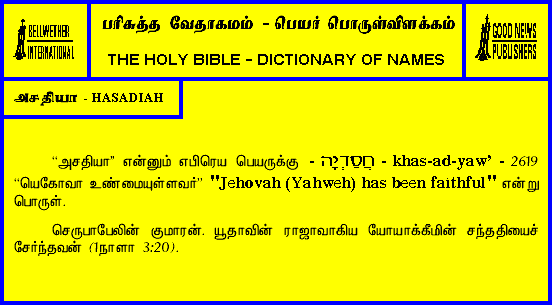 BELLWETHER
INTERNATIONAL
பரிசுத்த வேதாகமம் - பெயர் பொருள்விளக்கம்
THE HOLY BIBLE - DICTIONARY OF NAMES
GOOD NEWS
PUBLISHERS
அசதியா - HASADIAH
“அசதியா” என்னும் எபிரெய பெயருக்கு - חֲסַדְיָה - khas-ad-yaw’ - 2619
“யெகோவா உண்மையுள்ளவர்” "Jehovah (Yahweh) has been faithful" என்று
பொருள்.
செருபாபேலின் குமாரன். யூதாவின் ராஜாவாகிய யோயாக்கீமின் சந்ததியைச்
சேர்ந்தவன் (1நாளா 3:20).